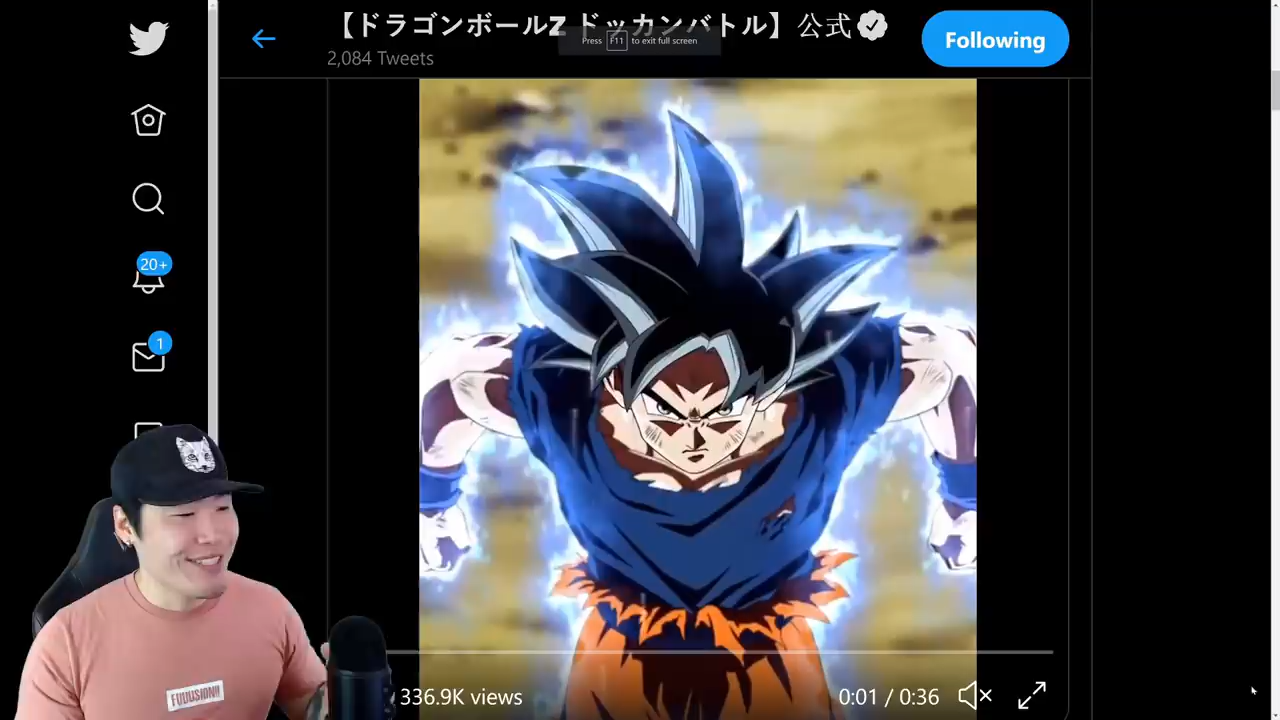 【ドラゴンボールZ ドッカンバトル】公式
Press F11 to exit full screen
2,084 Tweets
Following
20+
1
FUUUSION!!
336.9K views
0:01 / 0:36